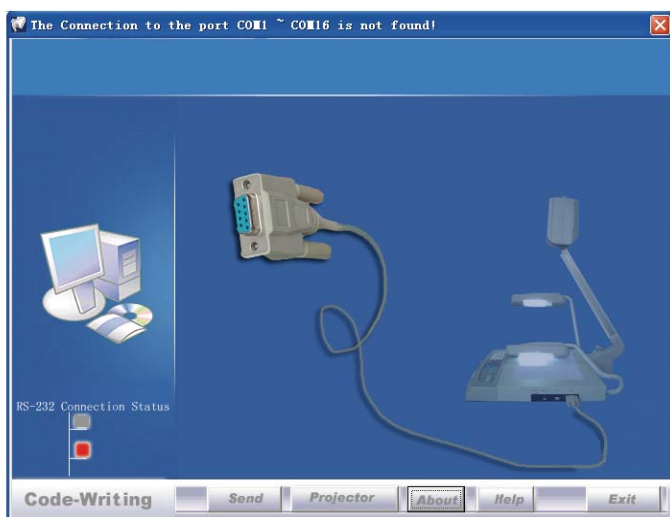 The Connection to the port COM1 ~ COM16 is not found!
RS-232 Connection Status
Code-Writing
Send
Projector
About
Help
Exit